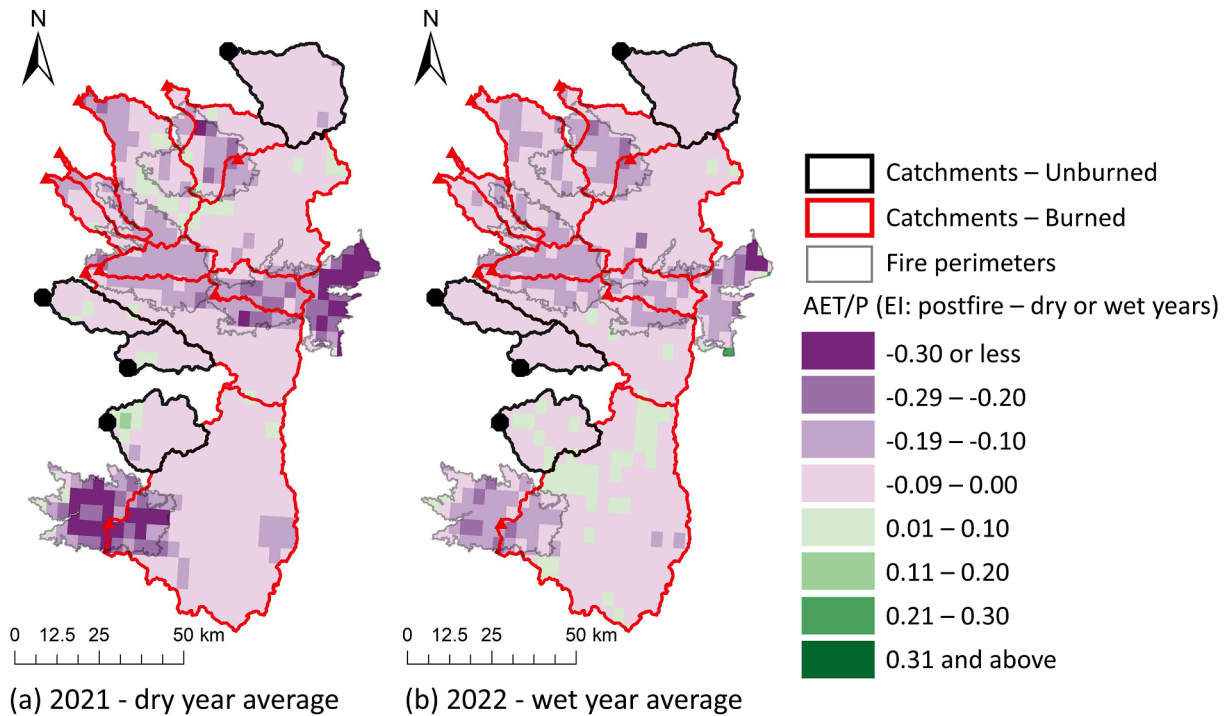 N
N
Catchments – Unburned
Catchments – Burned
Fire perimeters
AET/P (EI: postfire – dry or wet years)
-0.30 or less
-0.29 – -0.20
-0.19 – -0.10
-0.09 – 0.00
0.01 – 0.10
0.11 – 0.20
0.21 – 0.30
0.31 and above
0 12.5 25 50 km
0 12.5 25 50 km
(a) 2021 - dry year average
(b) 2022 - wet year average